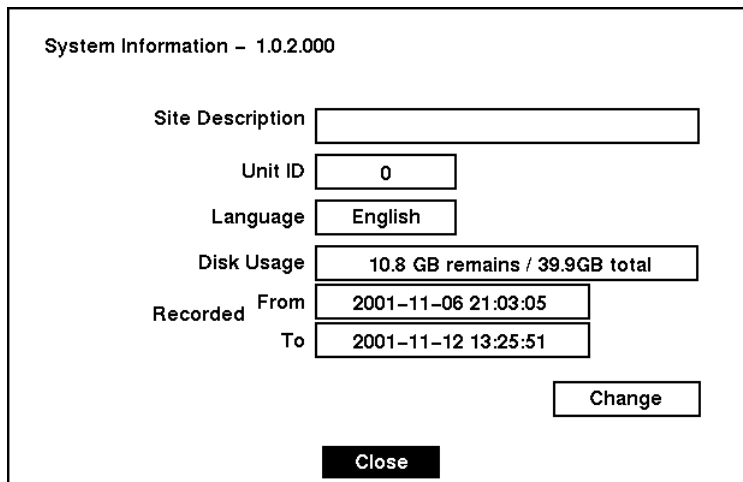 System Information – 1.0.2.000
Site Description
Unit ID 0
Language English
Disk Usage 10.8 GB remains / 39.9GB total
Recorded From 2001–11–06 21:03:05
To 2001–11–12 13:25:51
Change
Close